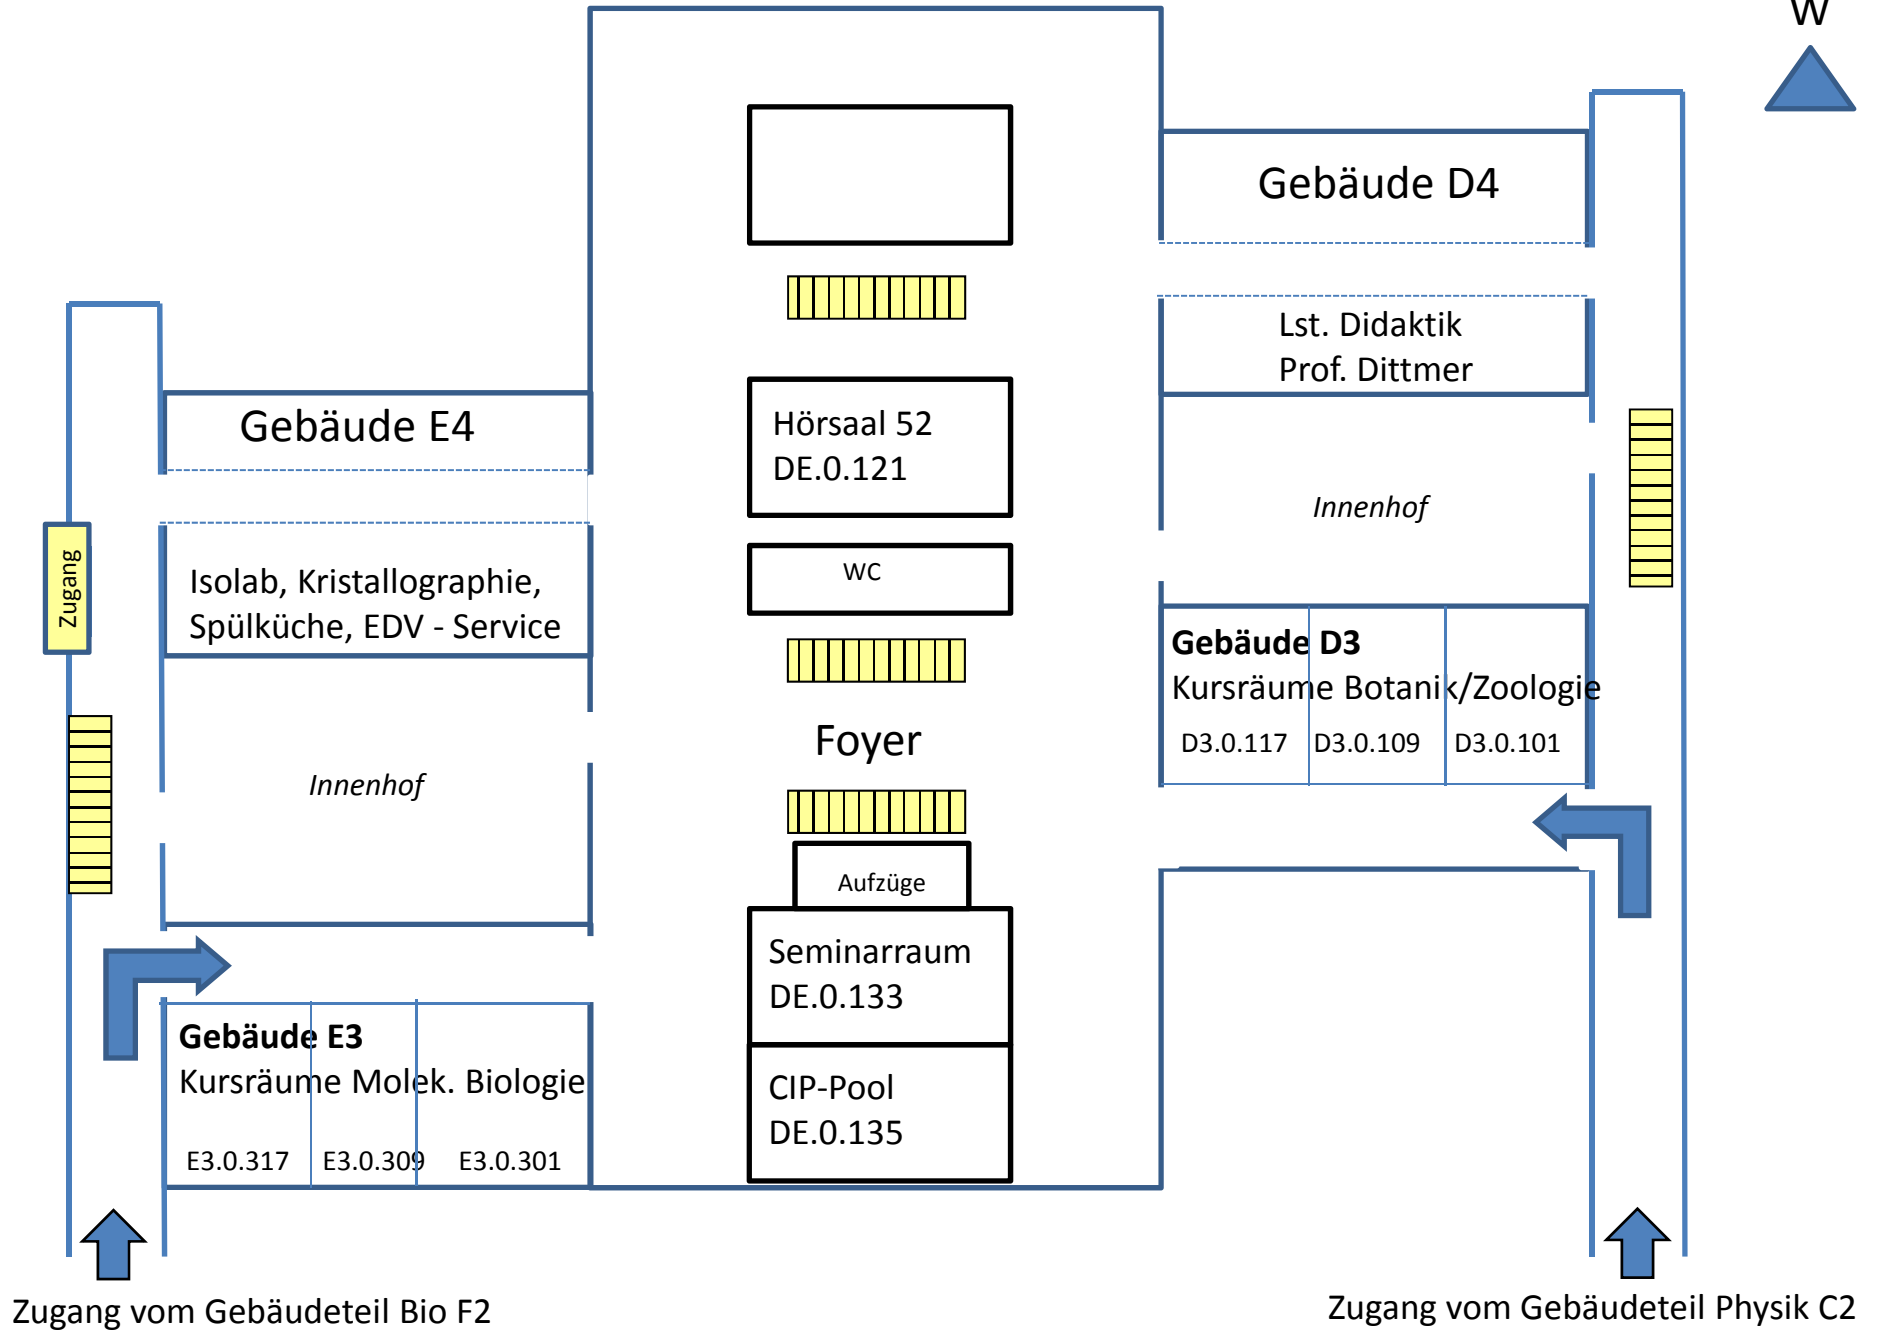 W
Gebäude D4
Lst. Didaktik
Prof. Dittmer
Gebäude E4
Hörsaal 52
DE.0.121
Innenhof
Zugang
Isolab, Kristallographie,
Spülküche, EDV - Service
WC
Gebäude D3
Kursräume Botanik/Zoologie
D3.0.117 D3.0.109 D3.0.101
Foyer
Innenhof
Aufzüge
Seminarraum
DE.0.133
Gebäude E3
Kursräume Molek. Biologie
E3.0.317 E3.0.309 E3.0.301
CIP-Pool
DE.0.135
Zugang vom Gebäudeteil Bio F2
Zugang vom Gebäudeteil Physik C2